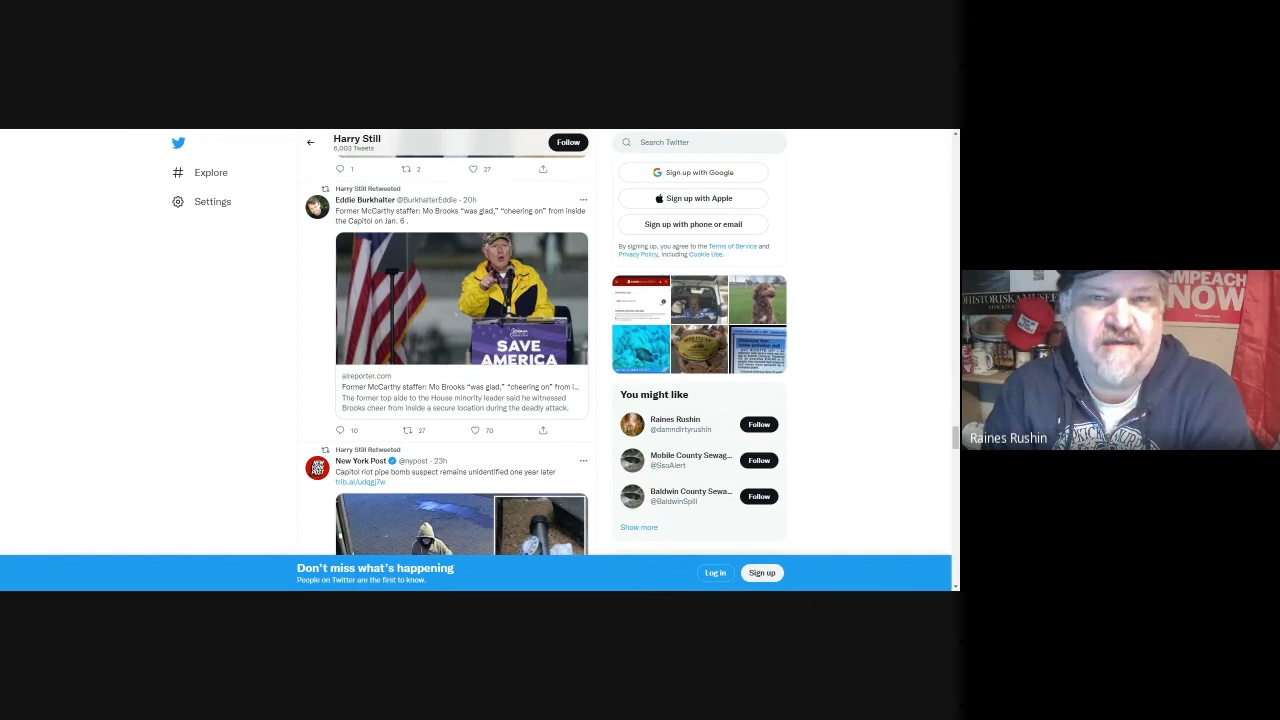 Harry Still
6,003 Tweets
Follow
Search Twitter
Explore
Settings
1
2
27
Harry Still Retweeted
Eddie Burkhalter @BurkhalterEddie · 20h
Former McCarthy staffer: Mo Brooks “was glad,” “cheering on” from inside
the Capitol on Jan. 6 .
SAVE
AMERICA
alreporter.com
Former McCarthy staffer: Mo Brooks “was glad,” “cheering on” from i...
The former top aide to the House minority leader said he witnessed
Brooks cheer from inside a secure location during the deadly attack.
10
27
70
Harry Still Retweeted
New York Post @nypost · 23h
Capitol riot pipe bomb suspect remains unidentified one year later
trib.al/udqgj7w
NEW
YORK
POST
Sign up with Google
Sign up with Apple
Sign up with phone or email
By signing up, you agree to the Terms of Service and
Privacy Policy, including Cookie Use.
You might like
Raines Rushin
@damndirtyrushin
Follow
Mobile County Sewag...
@SsoAlert
Follow
Baldwin County Sewa...
@BaldwinSpill
Follow
Show more
Don’t miss what’s happening
People on Twitter are the first to know.
Log in
Sign up
IMPEACH
NOW
Raines Rushin